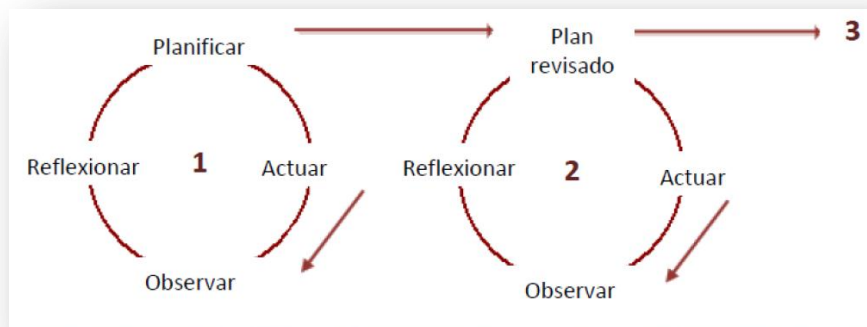 Planificar
Reflexionar
1
Actuar
Observar
Plan
revisado
Reflexionar
2
Actuar
Observar
3